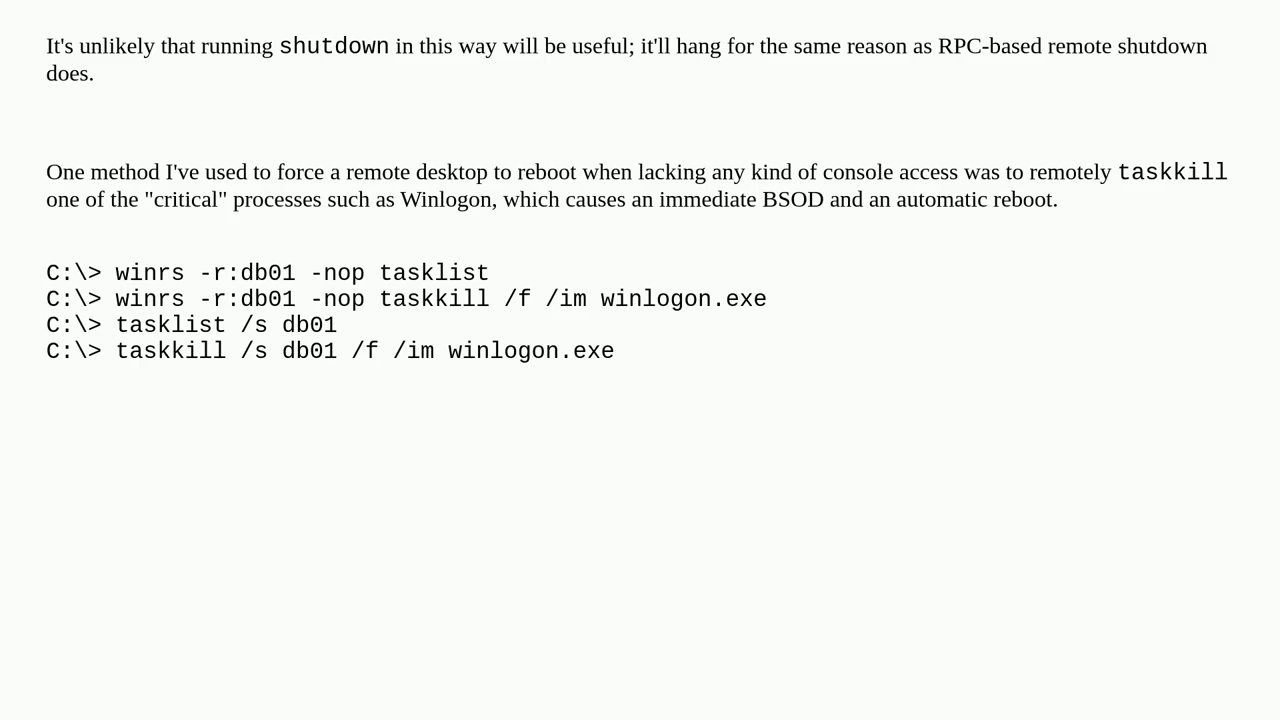 It's unlikely that running shutdown in this way will be useful; it'll hang for the same reason as RPC-based remote shutdown
does.
One method I've used to force a remote desktop to reboot when lacking any kind of console access was to remotely taskkill
one of the "critical" processes such as Winlogon, which causes an immediate BSOD and an automatic reboot.
C:\> winrs -r:db01 -nop tasklist
C:\> winrs -r:db01 -nop taskkill /f /im winlogon.exe
C:\> tasklist /s db01
C:\> taskkill /s db01 /f /im winlogon.exe